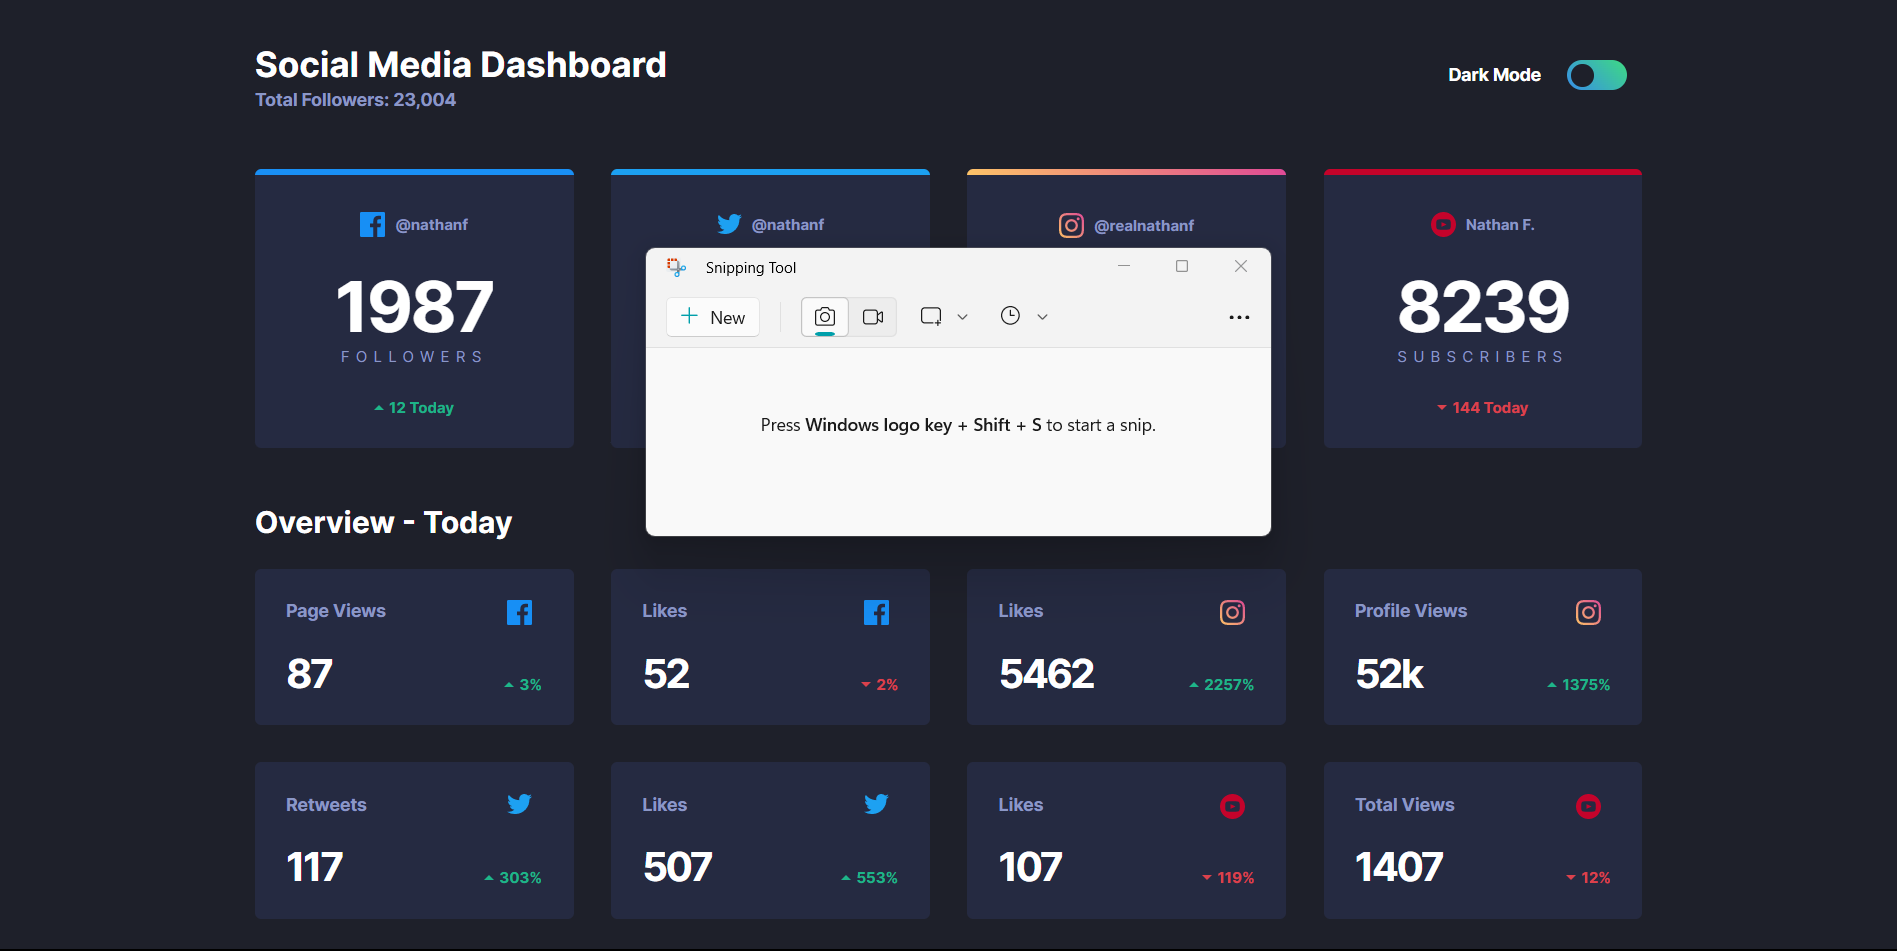 Social Media Dashboard
Total Followers: 23,004
Dark Mode
@nathanf
1987
FOLLOWERS
12 Today
@nathanf
@realnathanf
Nathan F.
8239
SUBSCRIBERS
144 Today
Snipping Tool
New
Press Windows logo key + Shift + S to start a snip.
Overview - Today
Page Views
87
3%
Likes
52
2%
Likes
5462
2257%
Profile Views
52k
1375%
Retweets
117
303%
Likes
507
553%
Likes
107
119%
Total Views
1407
12%